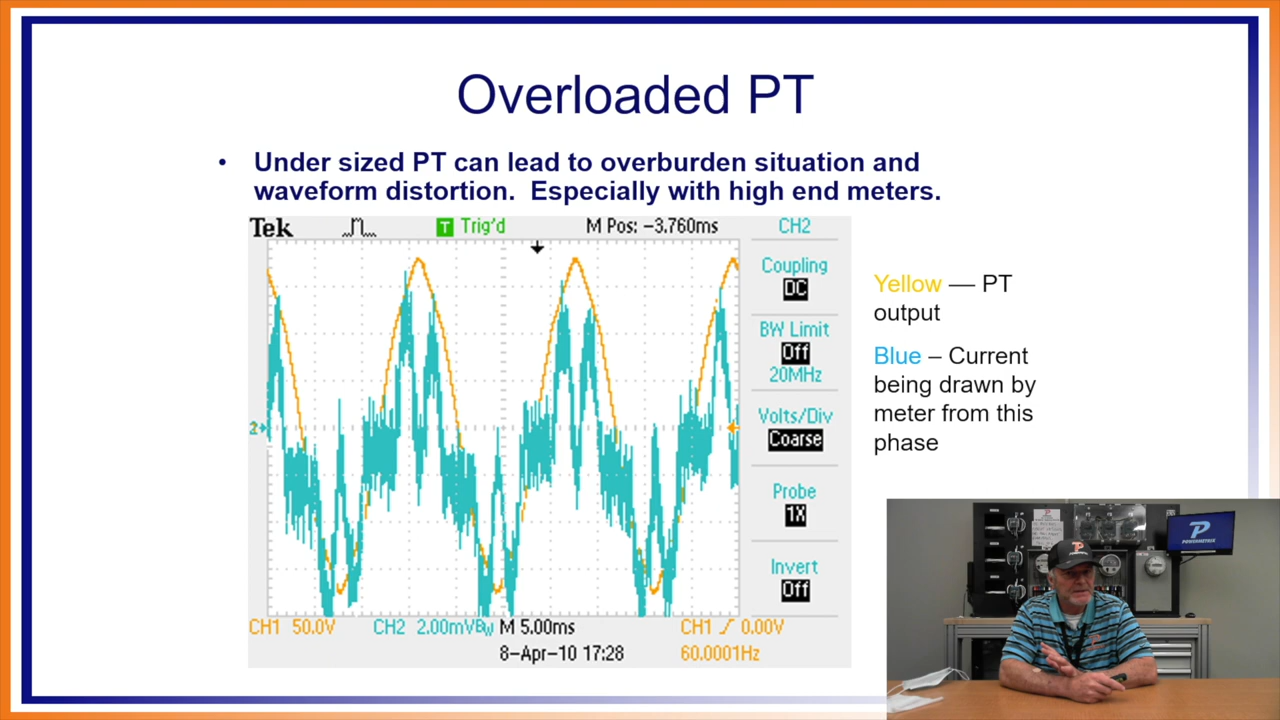 Overloaded PT
• Under sized PT can lead to overburden situation and
waveform distortion.  Especially with high end meters.
Tek
T Trig'd
M Pos: -3.760ms
CH2
Coupling
DC
BW Limit
Off
20MHz
Volts/Div
Coarse
Probe
1X
Invert
Off
2
CH1 50.0V
CH2 2.00mVBW
M 5.00ms
CH1 0.00V
8-Apr-10 17:28
60.0001Hz
Yellow — PT
output
Blue – Current
being drawn by
meter from this
phase
P
POWERMETRIX